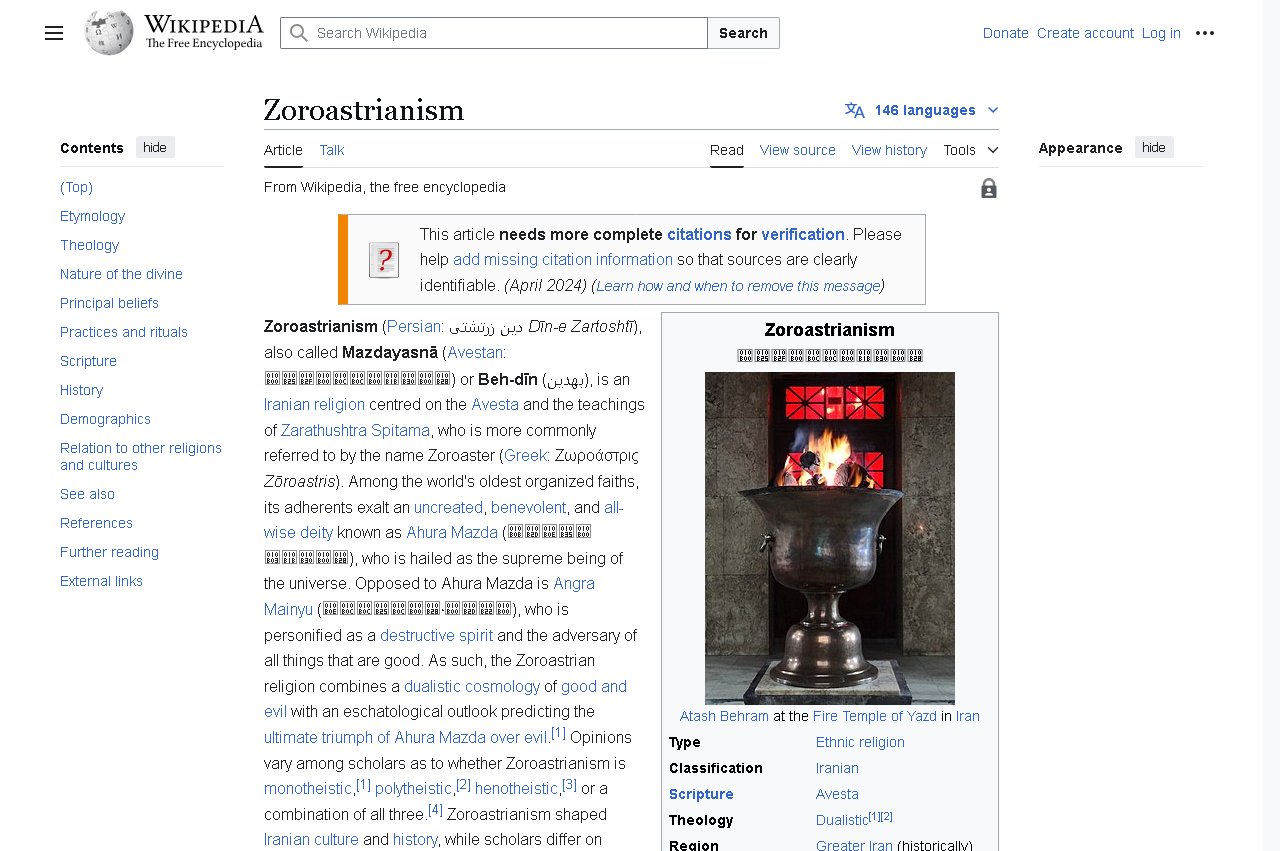 WIKIPEDIA
The Free Encyclopedia
Search Wikipedia
Search
Donate Create account Log in
Contents hide
(Top)
Etymology
Theology
Nature of the divine
Principal beliefs
Practices and rituals
Scripture
History
Demographics
Relation to other religions
and cultures
See also
References
Further reading
External links
Zoroastrianism
146 languages
Article Talk
Read View source View history Tools
From Wikipedia, the free encyclopedia
This article needs more complete citations for verification. Please
help add missing citation information so that sources are clearly
identifiable. (April 2024) (Learn how and when to remove this message)
Zoroastrianism (Persian: دین زرتشتی Dīn-e Zartoshtī),
also called Mazdayasnā (Avestan:
) or Beh-dīn (بهدین), is an
Iranian religion centred on the Avesta and the teachings
of Zarathushtra Spitama, who is more commonly
referred to by the name Zoroaster (Greek: Ζωροάστρις
Zōroastris). Among the world's oldest organized faiths,
its adherents exalt an uncreated, benevolent, and all-
wise deity known as Ahura Mazda (
), who is hailed as the supreme being of
the universe. Opposed to Ahura Mazda is Angra
Mainyu (), who is
personified as a destructive spirit and the adversary of
all things that are good. As such, the Zoroastrian
religion combines a dualistic cosmology of good and
evil with an eschatological outlook predicting the
ultimate triumph of Ahura Mazda over evil.[1] Opinions
vary among scholars as to whether Zoroastrianism is
monotheistic,[1] polytheistic,[2] henotheistic,[3] or a
combination of all three.[4] Zoroastrianism shaped
Iranian culture and history, while scholars differ on
Zoroastrianism
Atash Behram at the Fire Temple of Yazd in Iran
Type Ethnic religion
Classification Iranian
Scripture Avesta
Theology Dualistic[1][2]
Region Greater Iran (historically)
Appearance hide